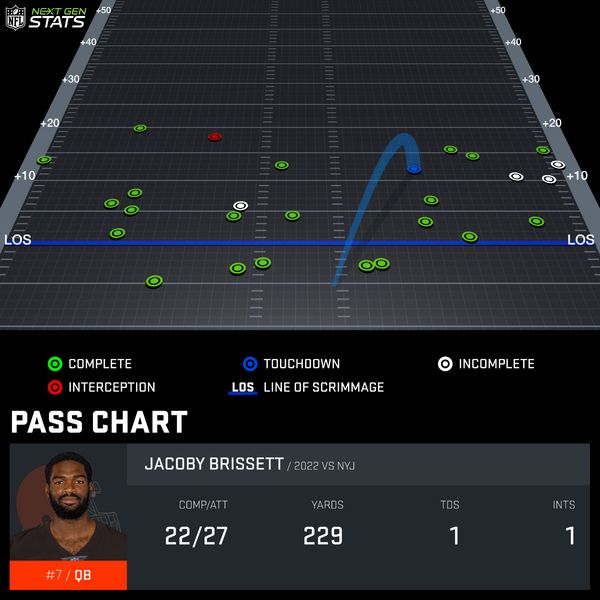 NFL
NEXT GEN
STATS
+50 +50
+40 +40
+30 +30
+20 +20
+10 +10
LOS LOS
COMPLETE TOUCHDOWN INCOMPLETE
INTERCEPTION LOS LINE OF SCRIMMAGE
PASS CHART
JACOBY BRISSETT / 2022 VS NYJ
COMP/ATT YARDS TDS INTS
22/27 229 1 1
#7 / QB